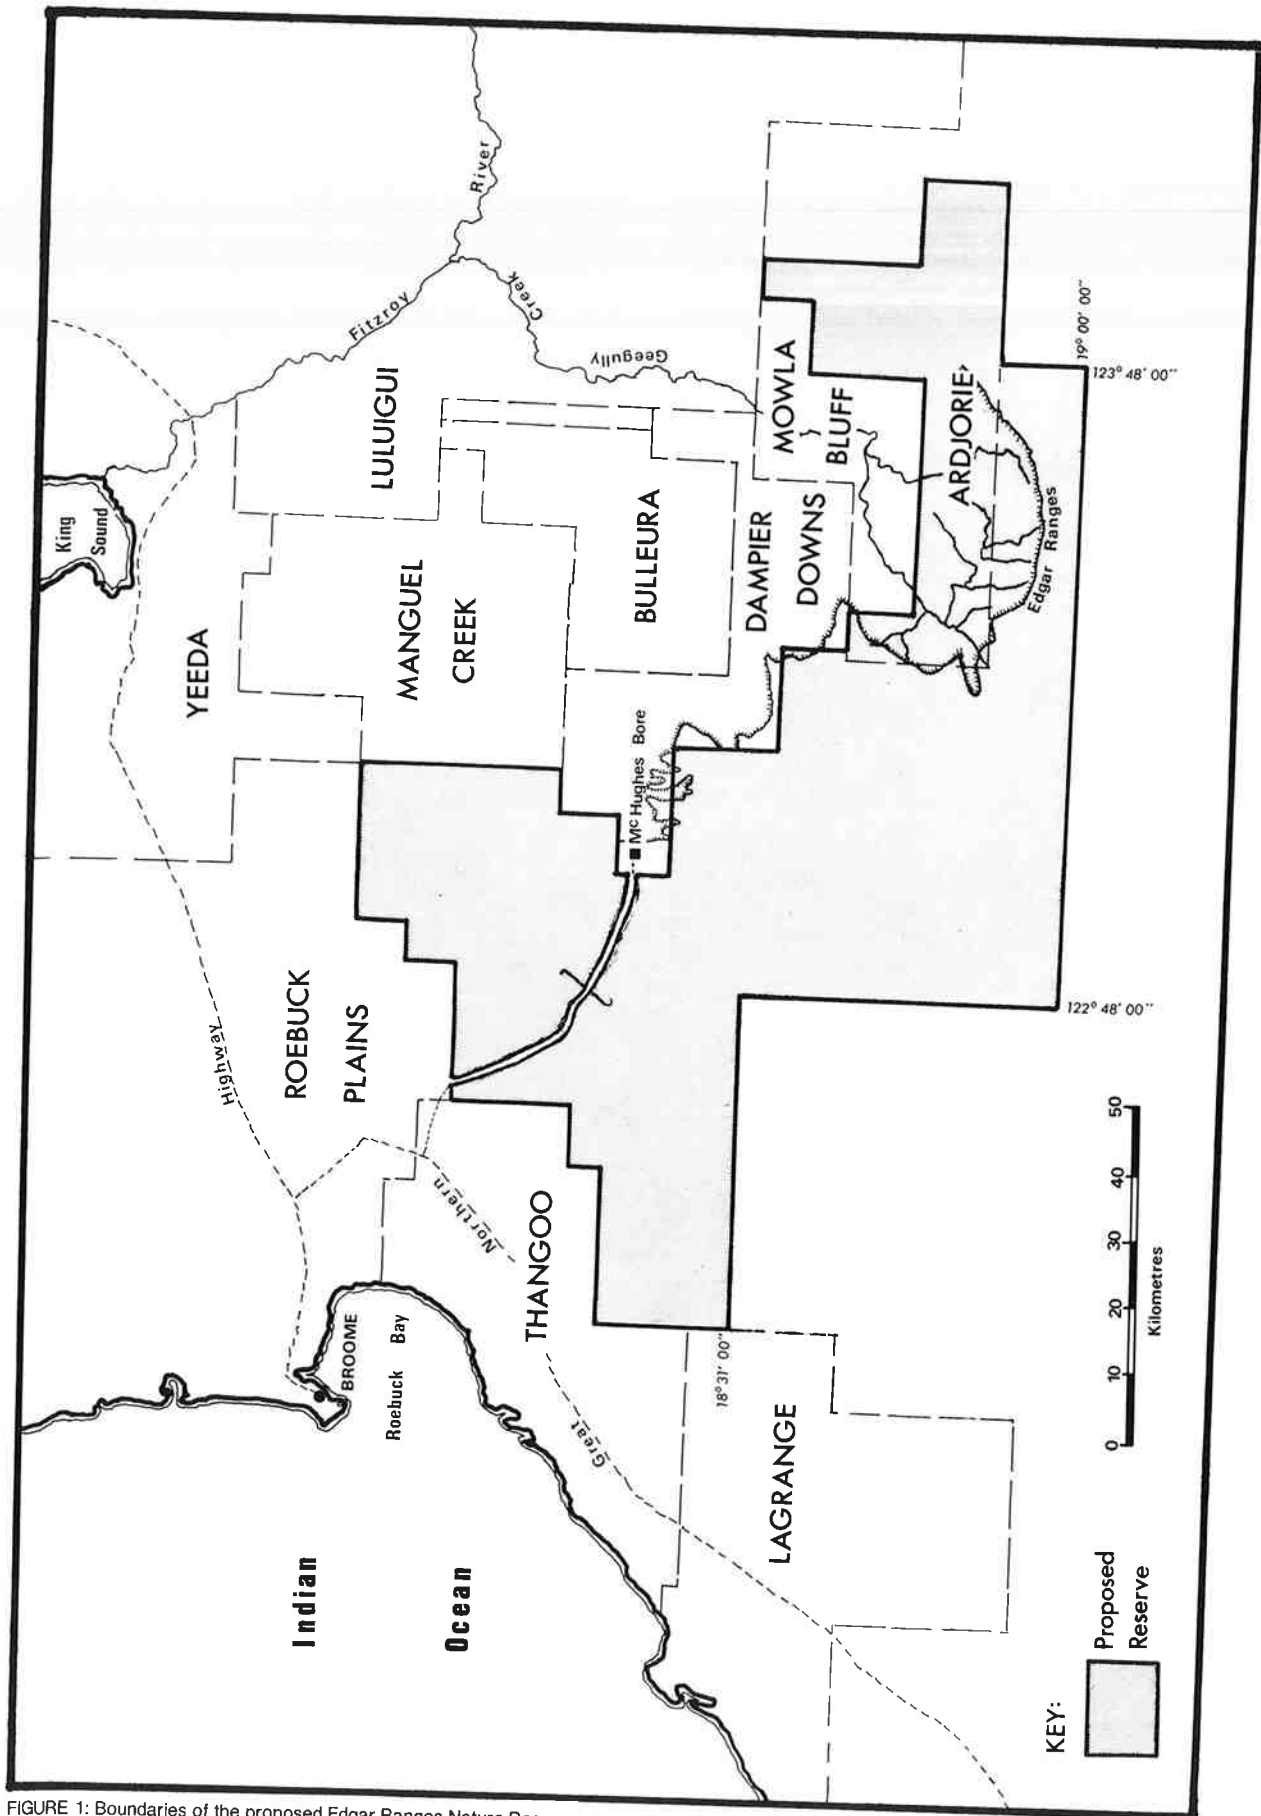 King
Sound
Fitzroy
River
Geegully
Creek
YEEDA
LULUIGUI
MANGUEL
CREEK
BULLEURA
DAMPIER
DOWNS
MOWLA
BLUFF
ARDJORIE
Edgar Ranges
19° 00' 00"
123° 48' 00"
Mc Hughes Bore
ROEBUCK
PLAINS
Highway
Northern
Great
THANGOO
BROOME
Roebuck Bay
Indian
Ocean
18° 31' 00"
122° 48' 00"
LAGRANGE
0 10 20 30 40 50
Kilometres
KEY:
Proposed
Reserve
FIGURE 1: Boundaries of the proposed Edgar Ranges Nature